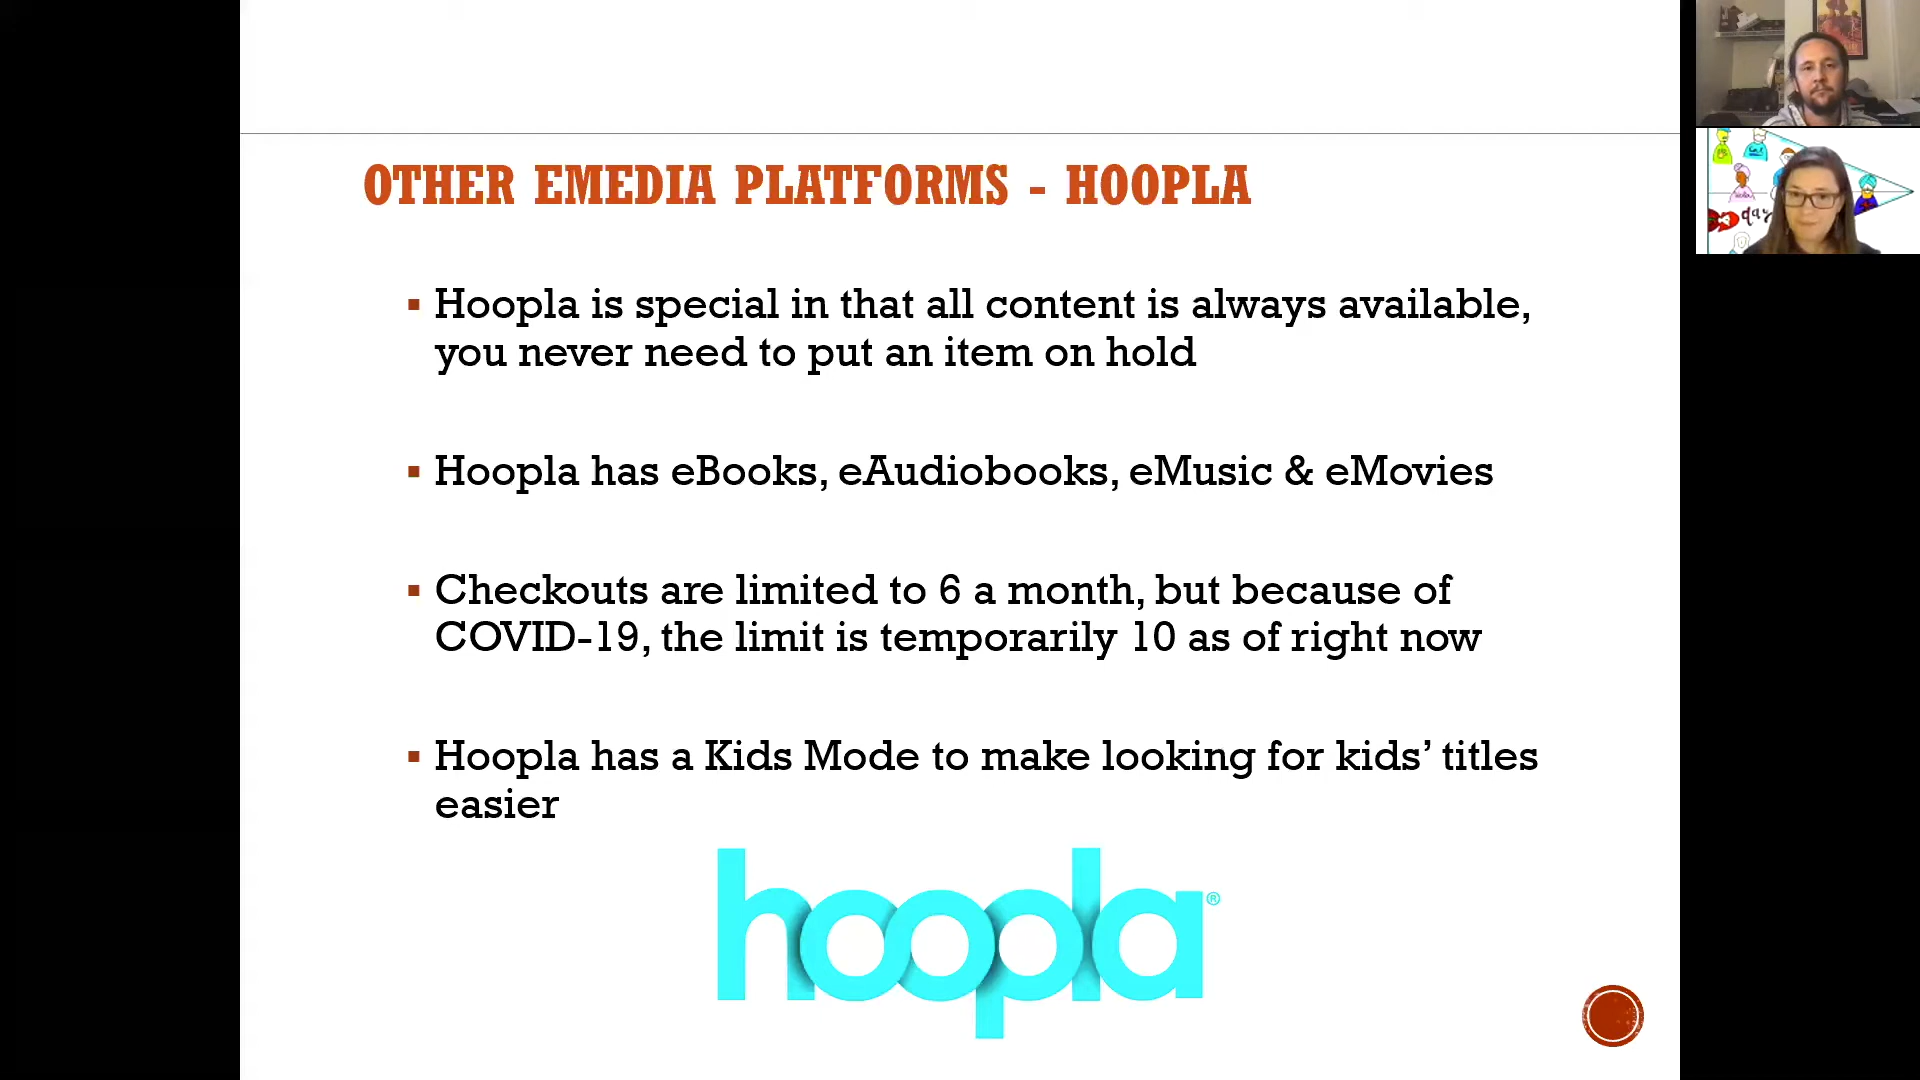 OTHER EMEDIA PLATFORMS - HOOPLA
▪ Hoopla is special in that all content is always available,
you never need to put an item on hold
▪ Hoopla has eBooks, eAudiobooks, eMusic & eMovies
▪ Checkouts are limited to 6 a month, but because of
COVID-19, the limit is temporarily 10 as of right now
▪ Hoopla has a Kids Mode to make looking for kids’ titles
easier
hoopla®
day